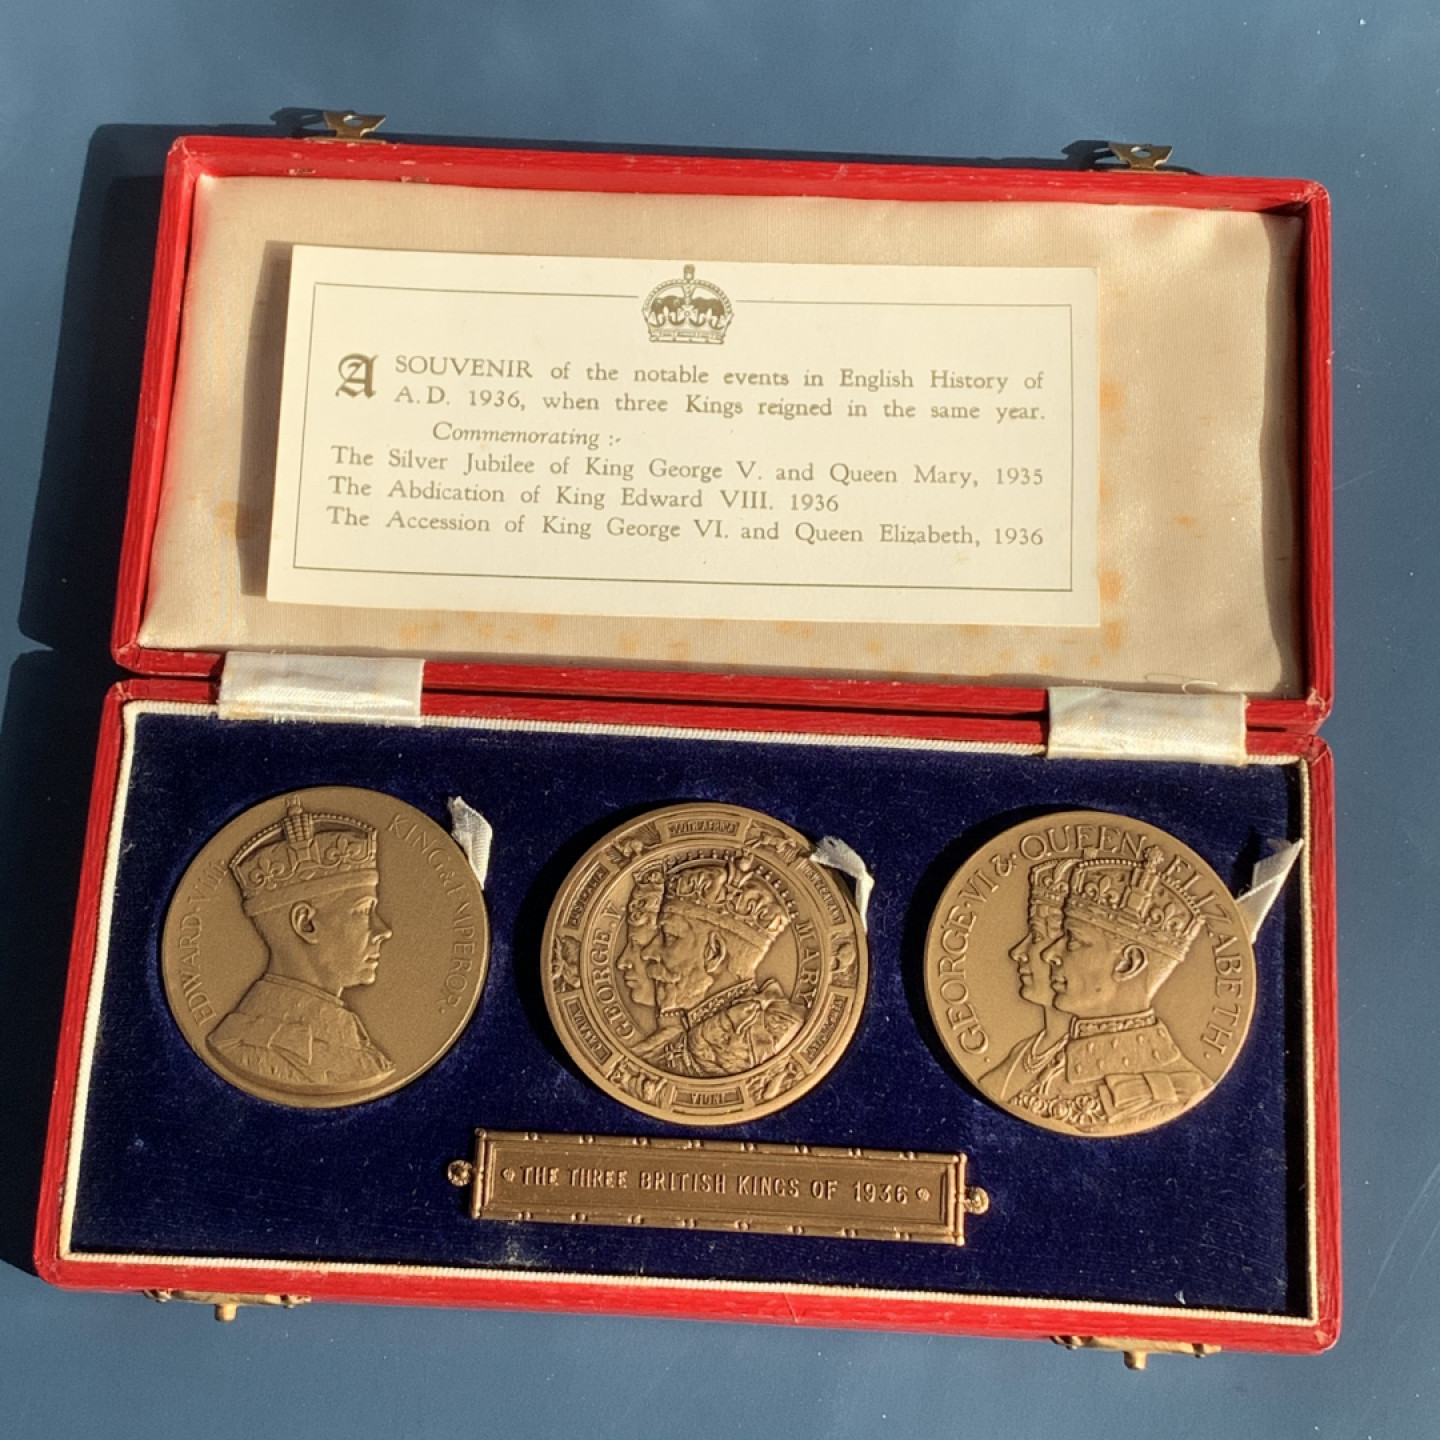 A SOUVENIR of the notable events in English History of
A.D. 1936, when three Kings reigned in the same year.
Commemorating :-
The Silver Jubilee of King George V. and Queen Mary, 1935
The Abdication of King Edward VIII. 1936
The Accession of King George VI. and Queen Elizabeth, 1936
EDWARD·VIII KING&EMPEROR·
GEORGE·V MARY
SOUTH AFRICA
INDIA
·GEORGE·VI & QUEEN ELIZABETH·
THE THREE BRITISH KINGS OF 1936